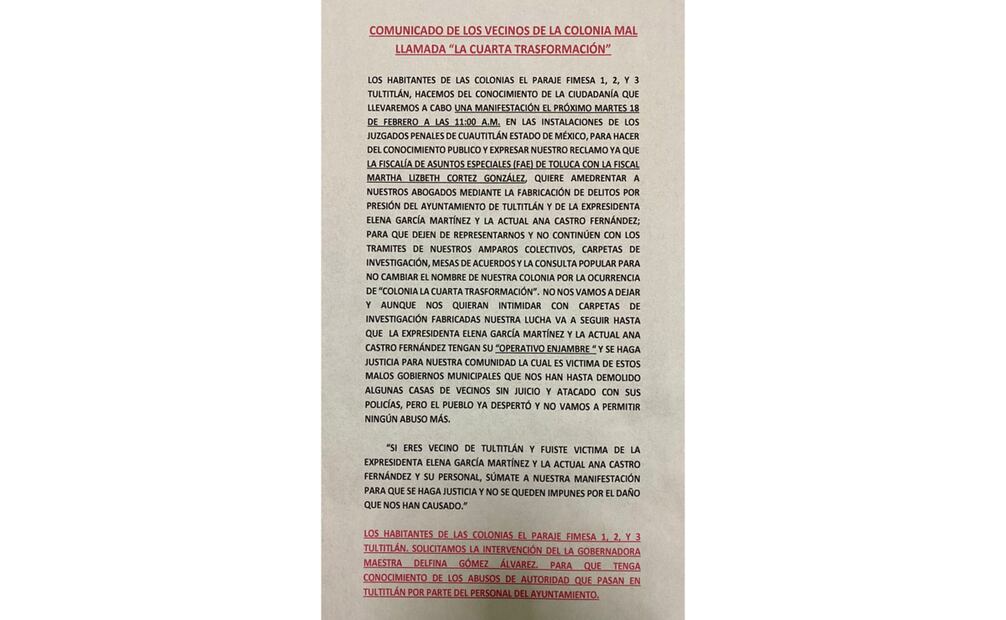 COMUNICADO DE LOS VECINOS DE LA COLONIA MAL
LLAMADA “LA CUARTA TRASFORMACIÓN”
LOS HABITANTES DE LAS COLONIAS EL PARAJE FIMESA 1, 2, Y 3
TULTITLÁN, HACEMOS DEL CONOCIMIENTO DE LA CIUDADANÍA QUE
LLEVAREMOS A CABO UNA MANIFESTACIÓN EL PRÓXIMO MARTES 18
DE FEBRERO A LAS 11:00 A.M. EN LAS INSTALACIONES DE LOS
JUZGADOS PENALES DE CUAUTITLÁN ESTADO DE MÉXICO, PARA HACER
DEL CONOCIMIENTO PUBLICO Y EXPRESAR NUESTRO RECLAMO YA QUE
LA FISCALÍA DE ASUNTOS ESPECIALES (FAE) DE TOLUCA CON LA FISCAL
MARTHA LIZBETH CORTEZ GONZÁLEZ, QUIERE AMEDRENTAR A
NUESTROS ABOGADOS MEDIANTE LA FABRICACIÓN DE DELITOS POR
PRESIÓN DEL AYUNTAMIENTO DE TULTITLÁN Y DE LA EXPRESIDENTA
ELENA GARCÍA MARTÍNEZ Y LA ACTUAL ANA CASTRO FERNÁNDEZ;
PARA QUE DEJEN DE REPRESENTARNOS Y NO CONTINÚEN CON LOS
TRAMITES DE NUESTROS AMPAROS COLECTIVOS, CARPETAS DE
INVESTIGACIÓN, MESAS DE ACUERDOS Y LA CONSULTA POPULAR PARA
NO CAMBIAR EL NOMBRE DE NUESTRA COLONIA POR LA OCURRENCIA
DE “COLONIA LA CUARTA TRASFORMACIÓN”. NO NOS VAMOS A DEJAR
Y AUNQUE NOS QUIERAN INTIMIDAR CON CARPETAS DE
INVESTIGACIÓN FABRICADAS NUESTRA LUCHA VA A SEGUIR HASTA
QUE LA EXPRESIDENTA ELENA GARCÍA MARTÍNEZ Y LA ACTUAL ANA
CASTRO FERNÁNDEZ TENGAN SU “OPERATIVO ENJAMBRE “ Y SE HAGA
JUSTICIA PARA NUESTRA COMUNIDAD LA CUAL ES VICTIMA DE ESTOS
MALOS GOBIERNOS MUNICIPALES QUE NOS HAN HASTA DEMOLIDO
ALGUNAS CASAS DE VECINOS SIN JUICIO Y ATACADO CON SUS
POLICÍAS, PERO EL PUEBLO YA DESPERTÓ Y NO VAMOS A PERMITIR
NINGÚN ABUSO MÁS.
“SI ERES VECINO DE TULTITLÁN Y FUISTE VICTIMA DE LA
EXPRESIDENTA ELENA GARCÍA MARTÍNEZ Y LA ACTUAL ANA CASTRO
FERNÁNDEZ Y SU PERSONAL, SÚMATE A NUESTRA MANIFESTACIÓN
PARA QUE SE HAGA JUSTICIA Y NO SE QUEDEN IMPUNES POR EL DAÑO
QUE NOS HAN CAUSADO.”
LOS HABITANTES DE LAS COLONIAS EL PARAJE FIMESA 1, 2, Y 3
TULTITLÁN. SOLICITAMOS LA INTERVENCIÓN DEL LA GOBERNADORA
MAESTRA DELFINA GÓMEZ ÁLVAREZ. PARA QUE TENGA
CONOCIMIENTO DE LOS ABUSOS DE AUTORIDAD QUE PASAN EN
TULTITLÁN POR PARTE DEL PERSONAL DEL AYUNTAMIENTO.